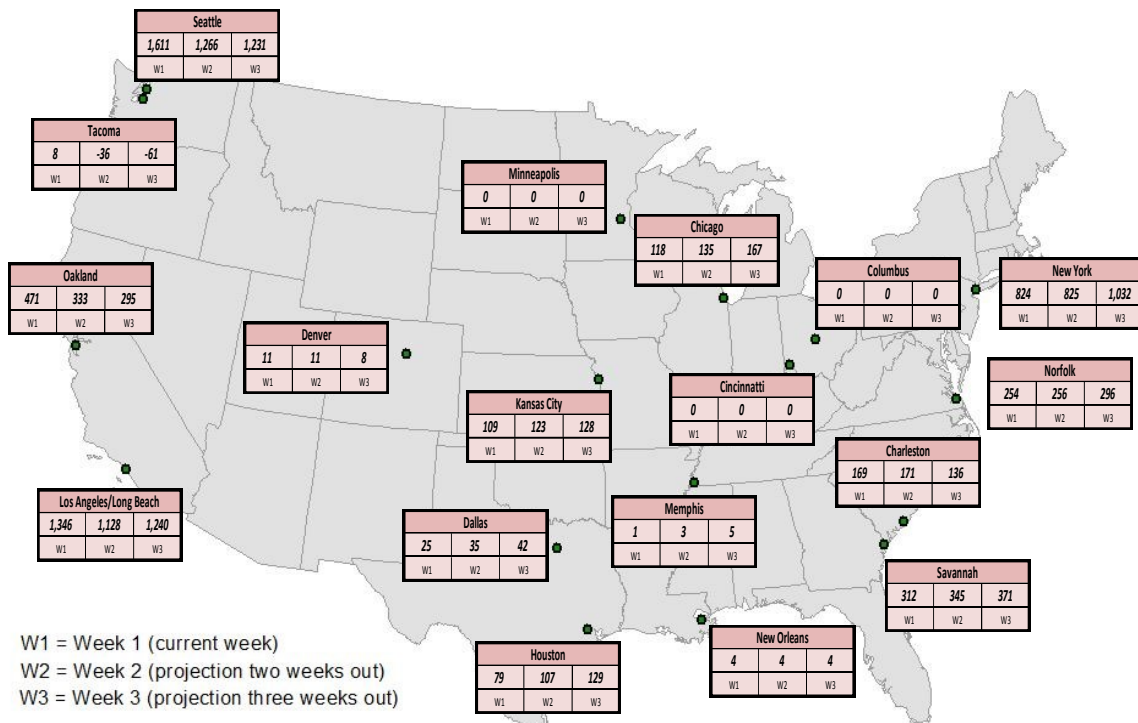 Seattle
1,611 1,266 1,231
W1 W2 W3
Tacoma
8 -36 -61
W1 W2 W3
Minneapolis
0 0 0
W1 W2 W3
Chicago
118 135 167
W1 W2 W3
Oakland
471 333 295
W1 W2 W3
Columbus
0 0 0
W1 W2 W3
New York
824 825 1,032
W1 W2 W3
Denver
11 11 8
W1 W2 W3
Cincinnatti
0 0 0
W1 W2 W3
Norfolk
254 256 296
W1 W2 W3
Kansas City
109 123 128
W1 W2 W3
Charleston
169 171 136
W1 W2 W3
Los Angeles/Long Beach
1,346 1,128 1,240
W1 W2 W3
Dallas
25 35 42
W1 W2 W3
Memphis
1 3 5
W1 W2 W3
Savannah
312 345 371
W1 W2 W3
Houston
79 107 129
W1 W2 W3
New Orleans
4 4 4
W1 W2 W3
W1 = Week 1 (current week)
W2 = Week 2 (projection two weeks out)
W3 = Week 3 (projection three weeks out)